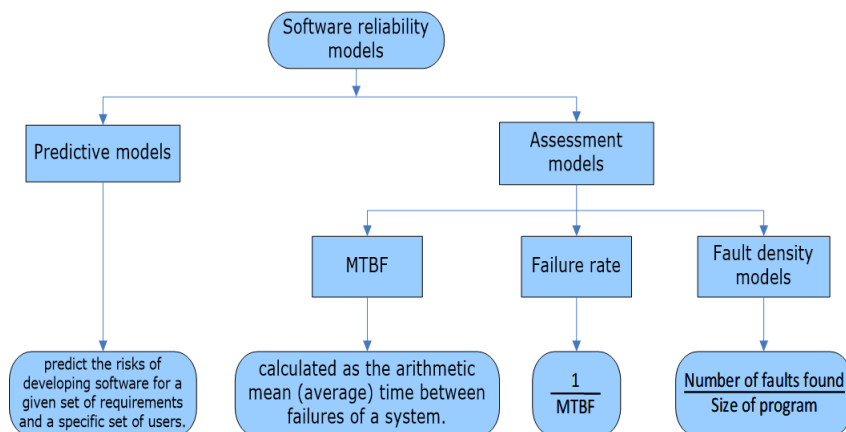 Software reliability
models
Predictive models
Assessment
models
MTBF
Failure rate
Fault density
models
predict the risks of
developing software for a
given set of requirements
and a specific set of users.
calculated as the arithmetic
mean (average) time between
failures of a system.
1
MTBF
Number of faults found
Size of program